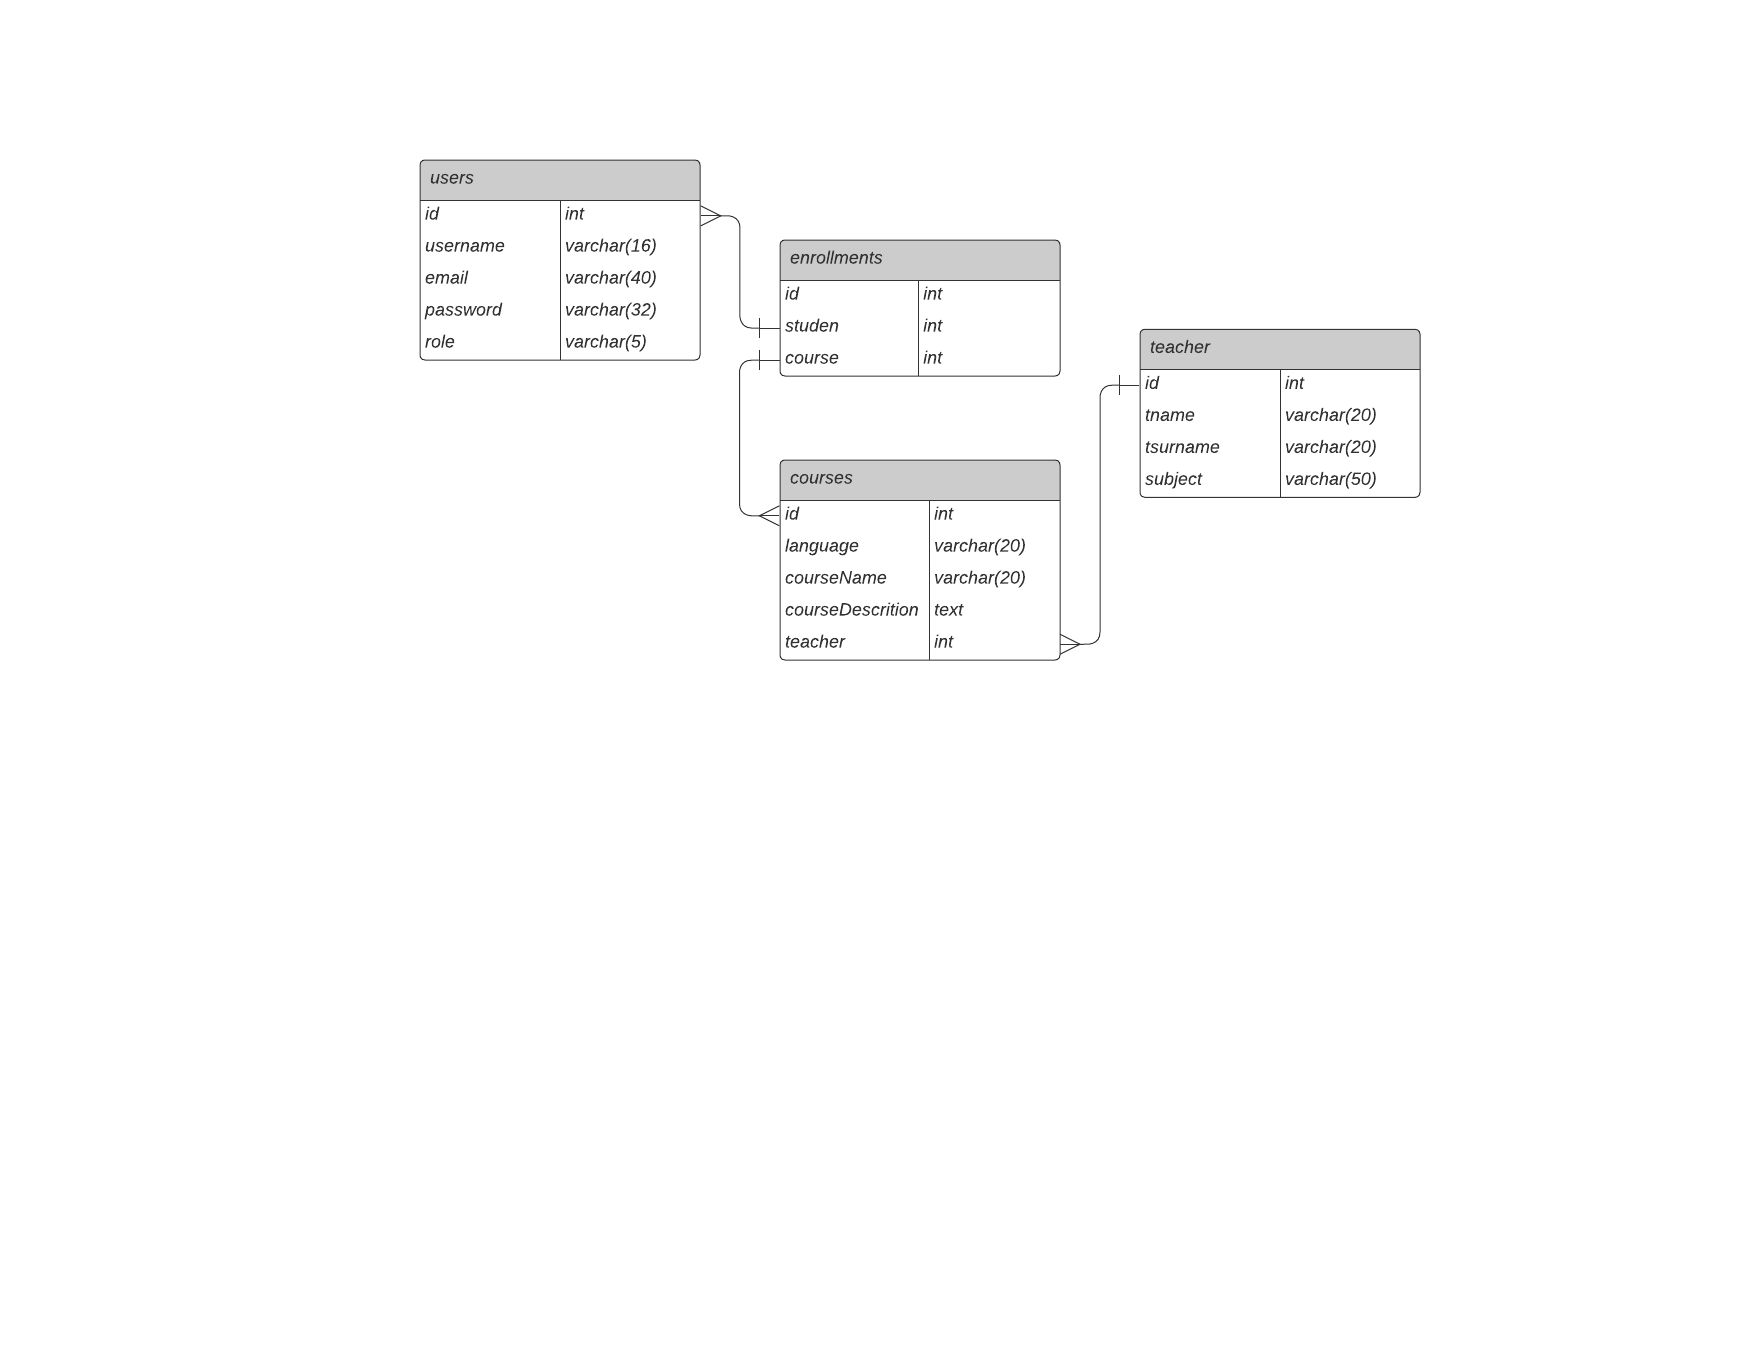 users
id int
username varchar(16)
email varchar(40)
password varchar(32)
role varchar(5)
enrollments
id int
studen int
course int
teacher
id int
tname varchar(20)
tsurname varchar(20)
subject varchar(50)
courses
id int
language varchar(20)
courseName varchar(20)
courseDescrition text
teacher int